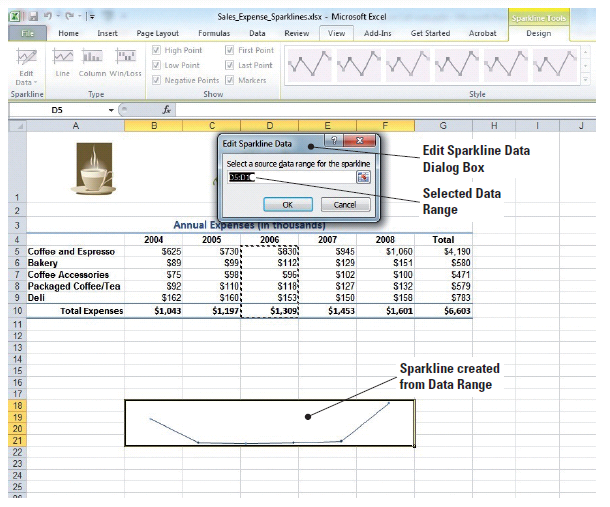 Sales_Expense_Sparklines.xlsx - Microsoft Excel
Sparkline Tools
File Home Insert Page Layout Formulas Data Review View Add-Ins Get Started Acrobat Design
Edit Data
Line Column Win/Loss
High Point First Point
Low Point Last Point
Negative Points Markers
Sparkline Type Show Style
D5 fx
A B C D E F G H I J
Edit Sparkline Data
Select a source data range for the sparkline
OK Cancel
Edit Sparkline Data
Dialog Box
Selected Data
Range
1
2
3 Annual Expenses (in thousands)
4 2004 2005 2006 2007 2008 Total
5 Coffee and Espresso $625 $730 $830 $945 $1,060 $4,190
6 Bakery $89 $99 $112 $129 $151 $580
7 Coffee Accessories $75 $98 $96 $102 $100 $471
8 Packaged Coffee/Tea $92 $110 $118 $127 $132 $579
9 Deli $162 $160 $153 $150 $158 $783
10 Total Expenses $1,043 $1,197 $1,309 $1,453 $1,601 $6,603
11
12
13
14
15
16
17
Sparkline created
from Data Range
18
19
20
21
22
23
24
25